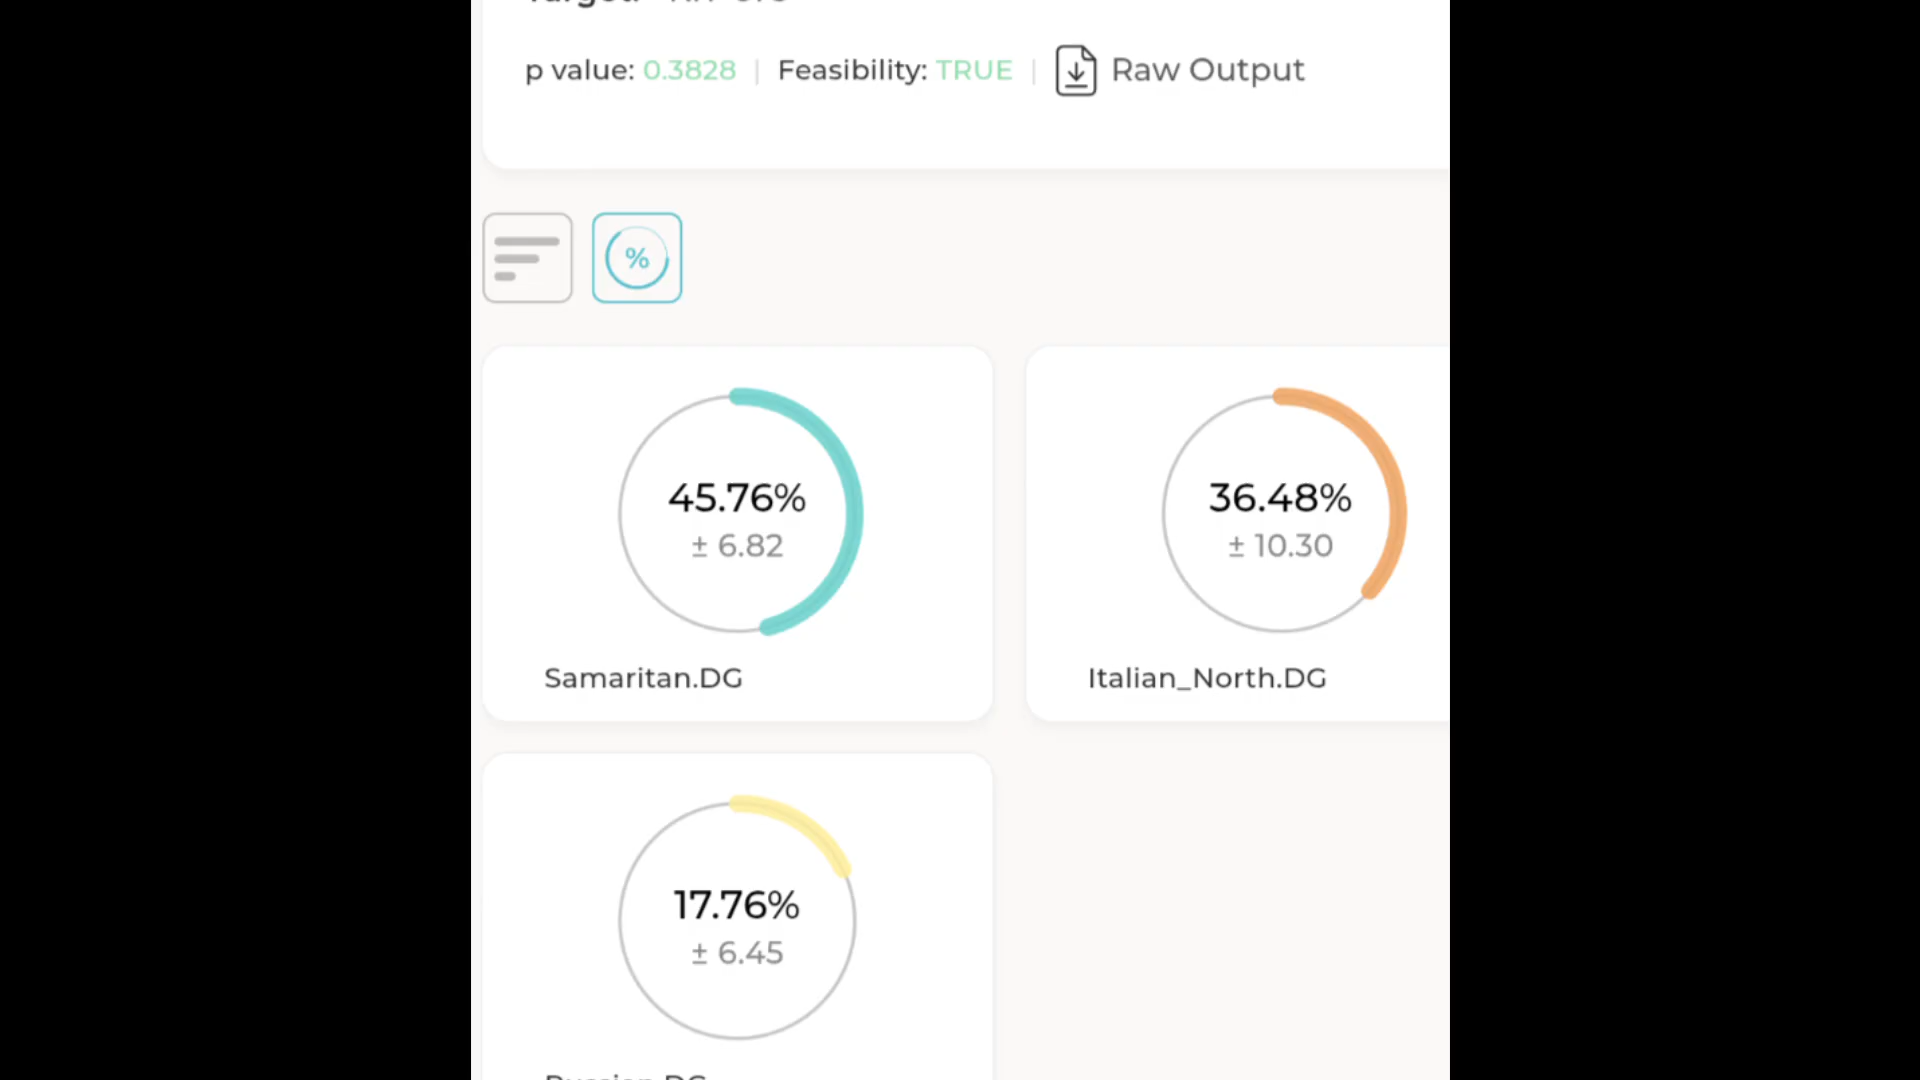 p value: 0.3828 | Feasibility: TRUE | Raw Output
%
45.76%
± 6.82
Samaritan.DG
36.48%
± 10.30
Italian_North.DG
17.76%
± 6.45